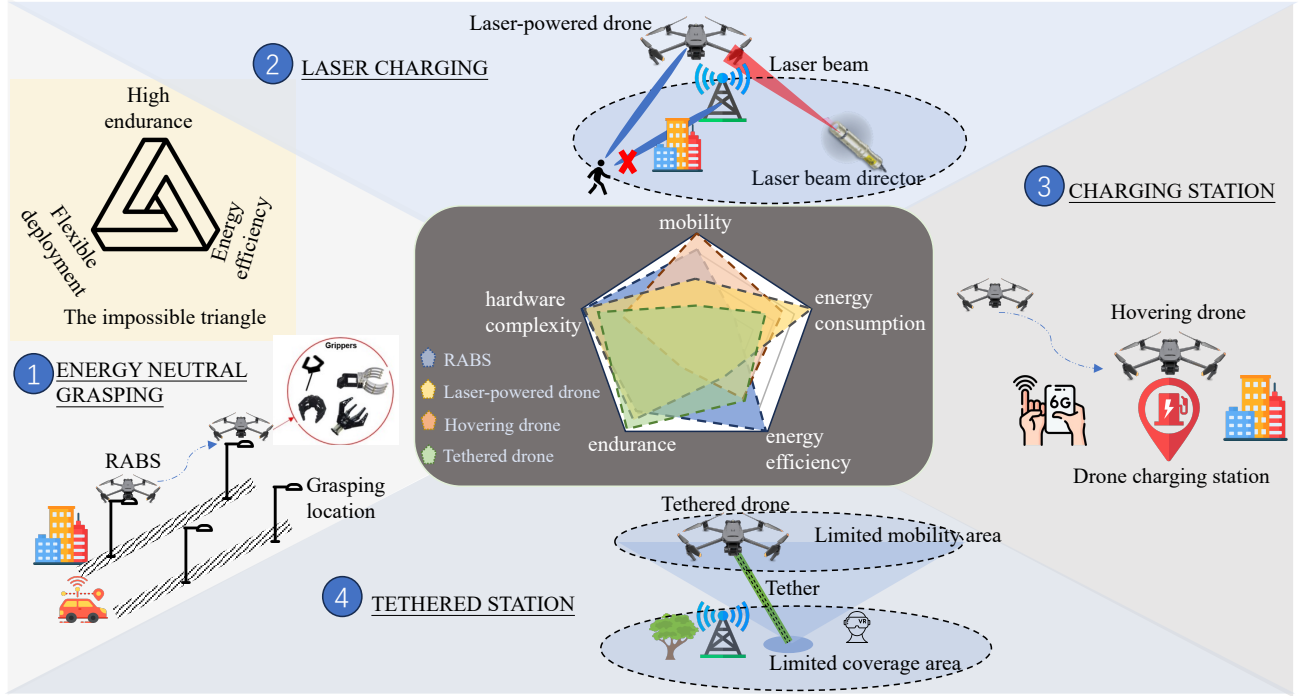 Laser-powered drone
2 LASER CHARGING
Laser beam
Laser beam director
High
endurance
Flexible
deployment
Energy
efficiency
The impossible triangle
3 CHARGING STATION
Hovering drone
6G
Drone charging station
mobility
hardware
complexity
energy
consumption
RABS
Laser-powered drone
Hovering drone
Tethered drone
endurance
energy
efficiency
1 ENERGY NEUTRAL
GRASPING
Grippers
RABS
Grasping
location
4 TETHERED STATION
Tethered drone
Limited mobility area
Tether
VR
Limited coverage area